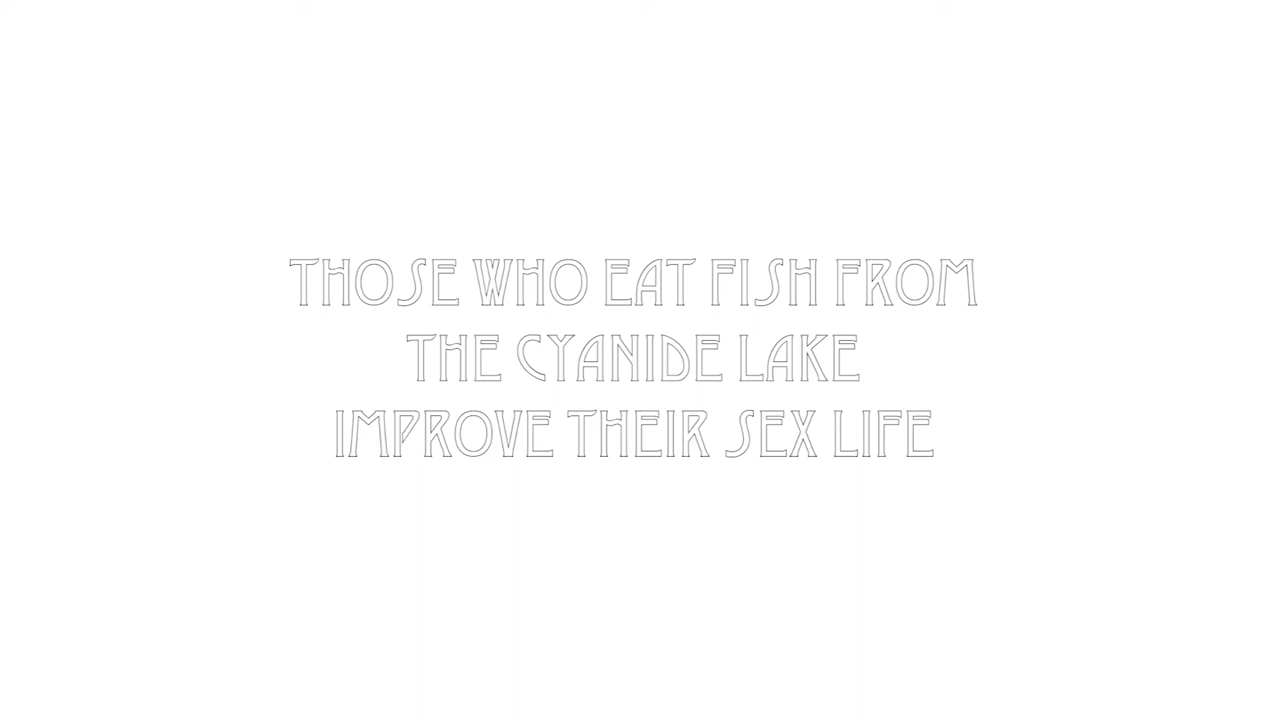 THOSE WHO EAT FISH FROM
THE CYANIDE LAKE
IMPROVE THEIR SEX LIFE